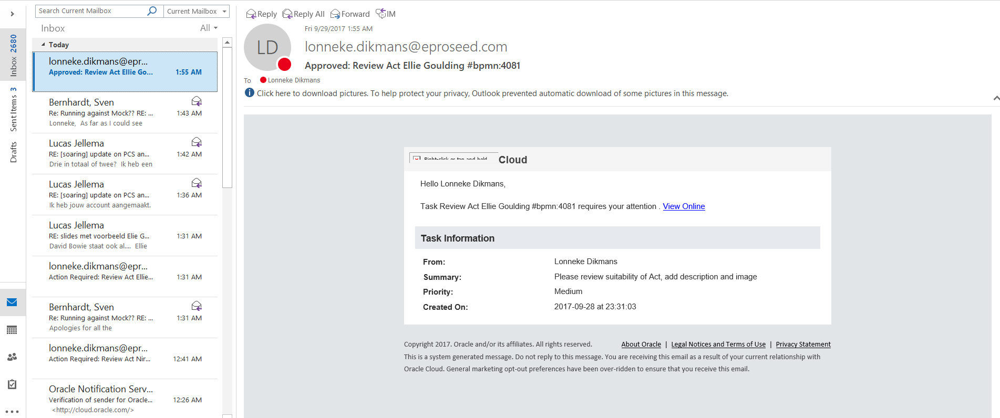 Search Current Mailbox
Current Mailbox
Inbox
All
Inbox 2680
Sent Items 3
Drafts
Today
lonneke.dikmans@epr...
Approved: Review Act Ellie Go... 1:55 AM
Bernhardt, Sven
Re: Running against Mock?? RE: ... 1:43 AM
Lonneke, As far as I could see
Lucas Jellema
RE: [soaring] update on PCS an... 1:42 AM
Drie in totaal of twee? Ik heb een
Lucas Jellema
RE: [soaring] update on PCS an... 1:36 AM
Ik heb jouw account aangemaakt.
Lucas Jellema
RE: slides met voorbeeld Elie G... 1:31 AM
David Bowie staat ook al.... Ellie
lonneke.dikmans@epr...
Action Required: Review Act Ellie... 1:31 AM
Bernhardt, Sven
Re: Running against Mock?? RE: ... 1:31 AM
Apologies for all the
lonneke.dikmans@epr...
Action Required: Review Act Nir... 12:41 AM
Oracle Notification Serv...
Verification of sender for Oracle... 12:26 AM
<http://cloud.oracle.com/>
Reply Reply All Forward IM
Fri 9/29/2017 1:55 AM
LD
lonneke.dikmans@eproseed.com
Approved: Review Act Ellie Goulding #bpmn:4081
To Lonneke Dikmans
Click here to download pictures. To help protect your privacy, Outlook prevented automatic download of some pictures in this message.
Right-click or tap and hold Cloud
Hello Lonneke Dikmans,
Task Review Act Ellie Goulding #bpmn:4081 requires your attention . View Online
Task Information
From: Lonneke Dikmans
Summary: Please review suitability of Act, add description and image
Priority: Medium
Created On: 2017-09-28 at 23:31:03
Copyright 2017. Oracle and/or its affiliates. All rights reserved. About Oracle | Legal Notices and Terms of Use | Privacy Statement
This is a system generated message. Do not reply to this message. You are receiving this email as a result of your current relationship with
Oracle Cloud. General marketing opt-out preferences have been over-ridden to ensure that you receive this email.